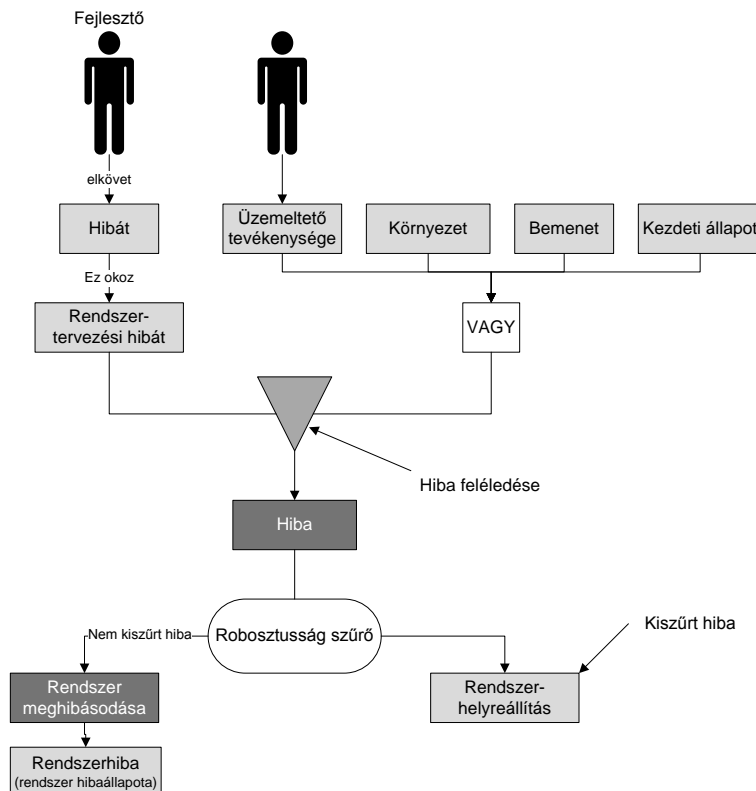 Fejlesztő
elkövet
Hibát
Üzemeltető
tevékenysége
Környezet
Bemenet
Kezdeti állapot
Ez okoz
Rendszer-
tervezési hibát
VAGY
Hiba feléledése
Hiba
Nem kiszűrt hiba
Robosztusság szűrő
Kiszűrt hiba
Rendszer
meghibásodása
Rendszer-
helyreállítás
Rendszerhiba
(rendszer hibaállapota)